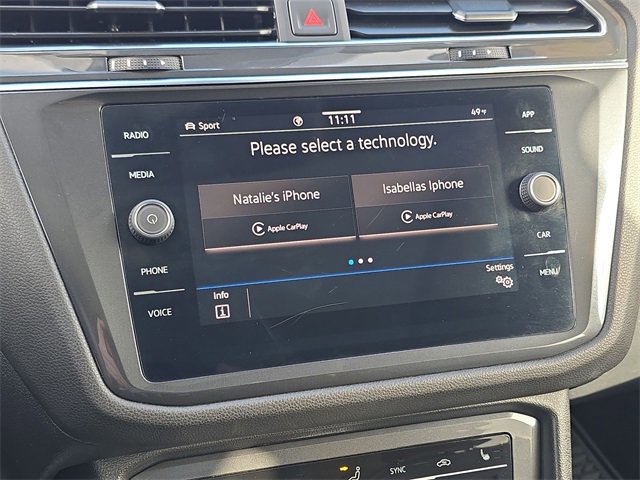 RADIO
MEDIA
PHONE
VOICE
Sport
11:11
49°F
Please select a technology.
Natalie's iPhone
Apple CarPlay
Isabellas Iphone
Apple CarPlay
Info
Settings
APP
SOUND
CAR
MENU
SYNC